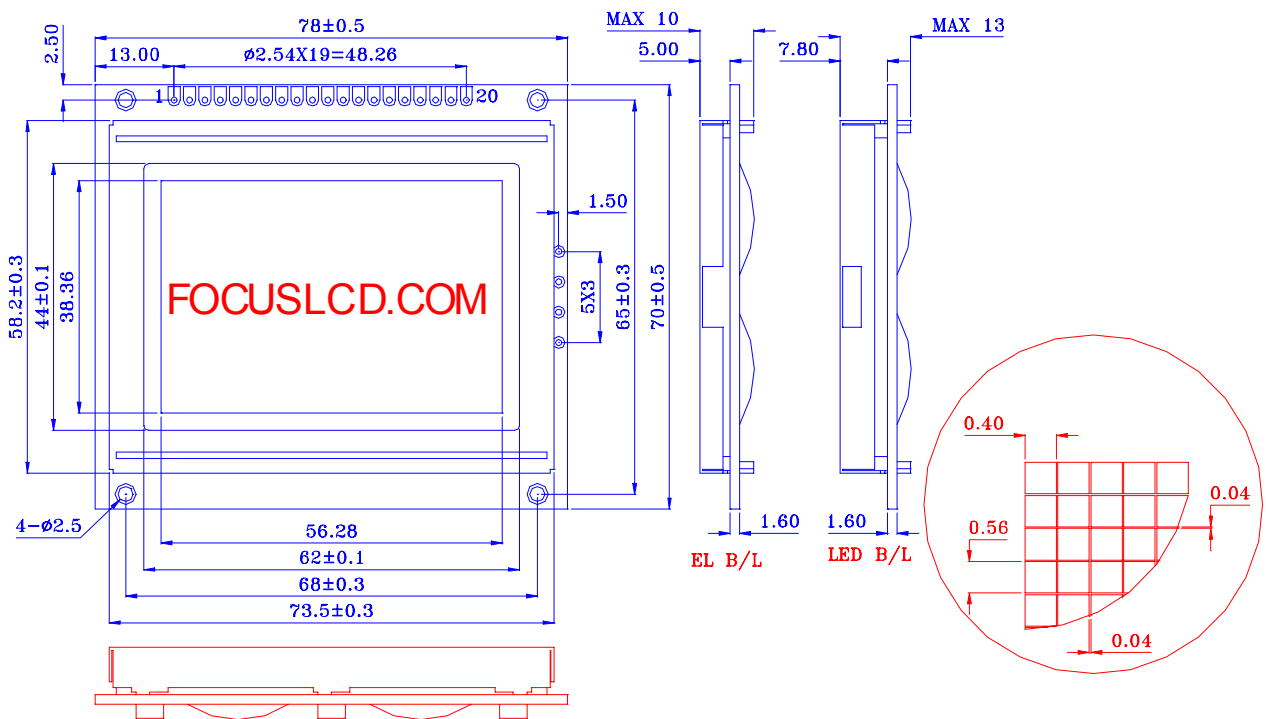 78±0.5
MAX 10
MAX 13
2.50
13.00
ø2.54X19=48.26
5.00
7.80
1
20
1.50
58.2±0.3
44±0.1
38.36
FOCUSLCD.COM
5X3
65±0.3
70±0.5
0.40
0.04
0.56
4-ø2.5
56.28
1.60
1.60
62±0.1
EL B/L
LED B/L
68±0.3
73.5±0.3
0.04